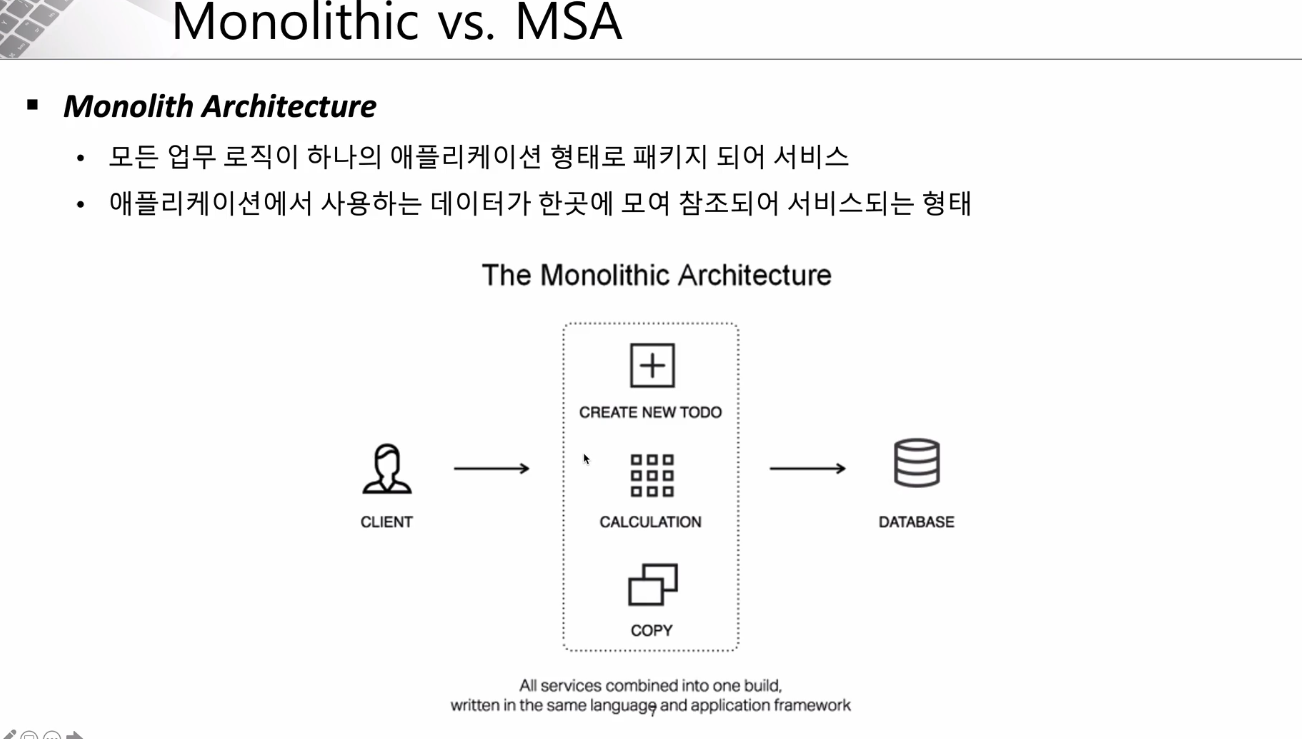 Monolithic vs. MSA
Monolith Architecture
모든 업무 로직이 하나의 애플리케이션 형태로 패키지 되어 서비스
애플리케이션에서 사용하는 데이터가 한곳에 모여 참조되어 서비스되는 형태
The Monolithic Architecture
CREATE NEW TODO
CLIENT
CALCULATION
DATABASE
COPY
All services combined into one build,
written in the same language and application framework
7